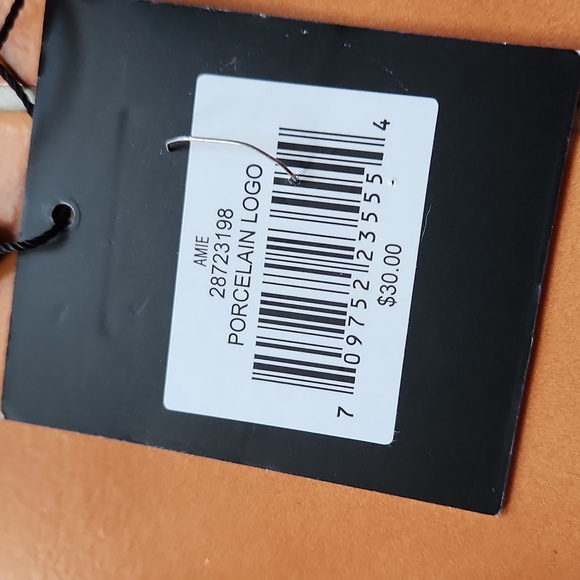 AMIE
28723198
PORCELAIN LOGO
7 09752 23555 4
$30.00